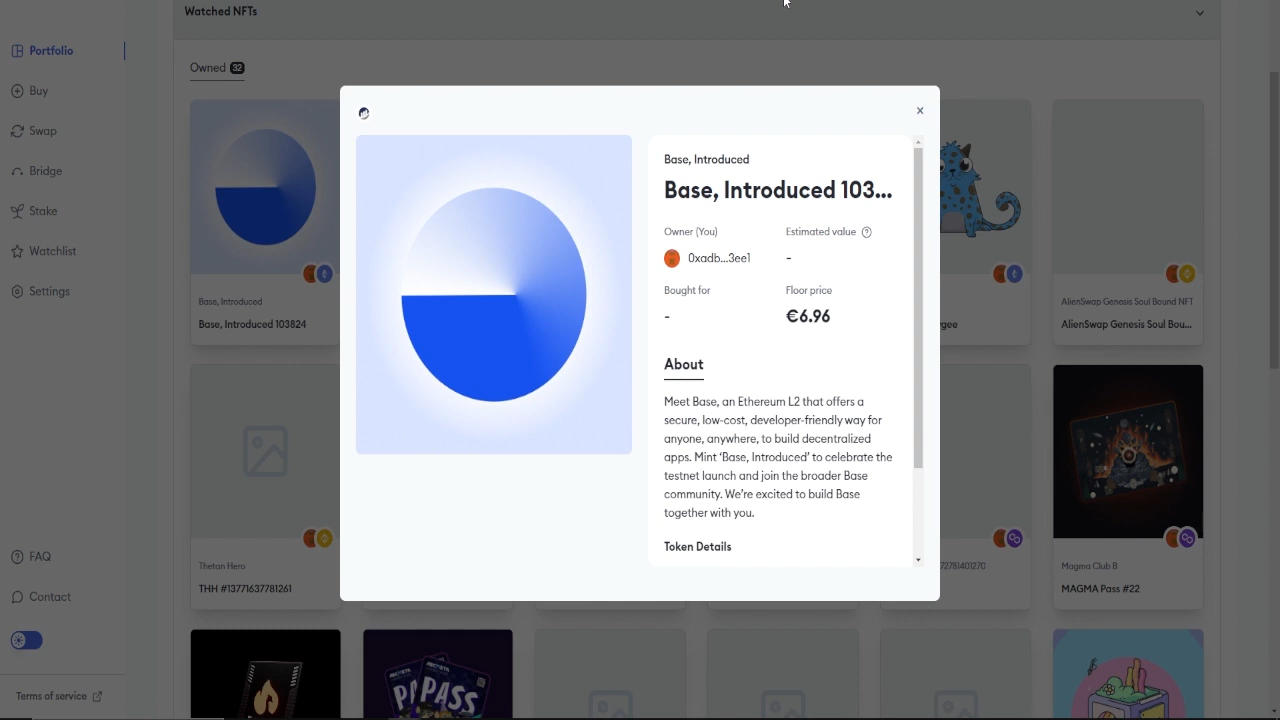 Watched NFTs
Portfolio
Buy
Swap
Bridge
Stake
Watchlist
Settings
FAQ
Contact
Terms of service
Owned 32
Base, Introduced
Base, Introduced 103824
gee
AlienSwap Genesis Soul Bound NFT
AlienSwap Genesis Soul Bou...
Thetan Hero
THH #13771637781261
72781401270
Magma Club B
MAGMA Pass #22
PASS
Base, Introduced
Base, Introduced 103...
Owner (You)
Estimated value
0xadb...3ee1
-
Bought for
Floor price
-
€6.96
About
Meet Base, an Ethereum L2 that offers a
secure, low-cost, developer-friendly way for
anyone, anywhere, to build decentralized
apps. Mint ‘Base, Introduced’ to celebrate the
testnet launch and join the broader Base
community. We’re excited to build Base
together with you.
Token Details